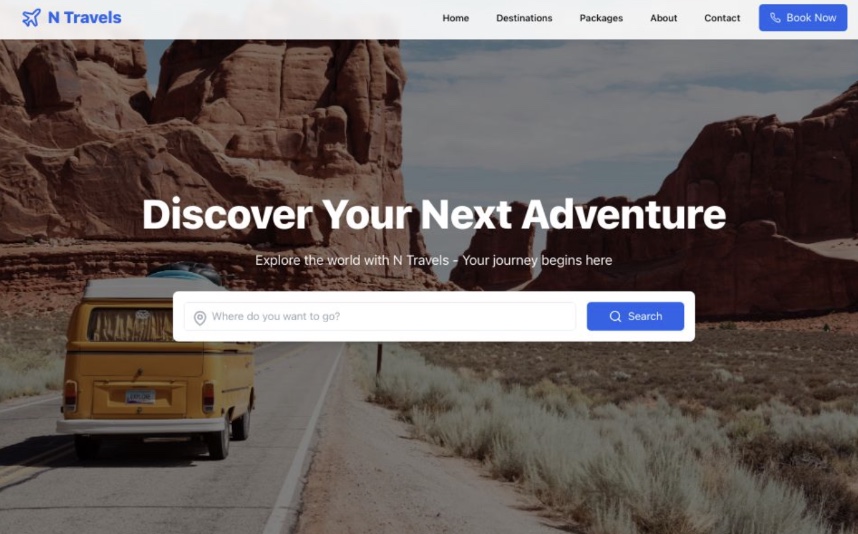 N Travels
Home
Destinations
Packages
About
Contact
Book Now
Discover Your Next Adventure
Explore the world with N Travels - Your journey begins here
Where do you want to go?
Search
EXPLORE